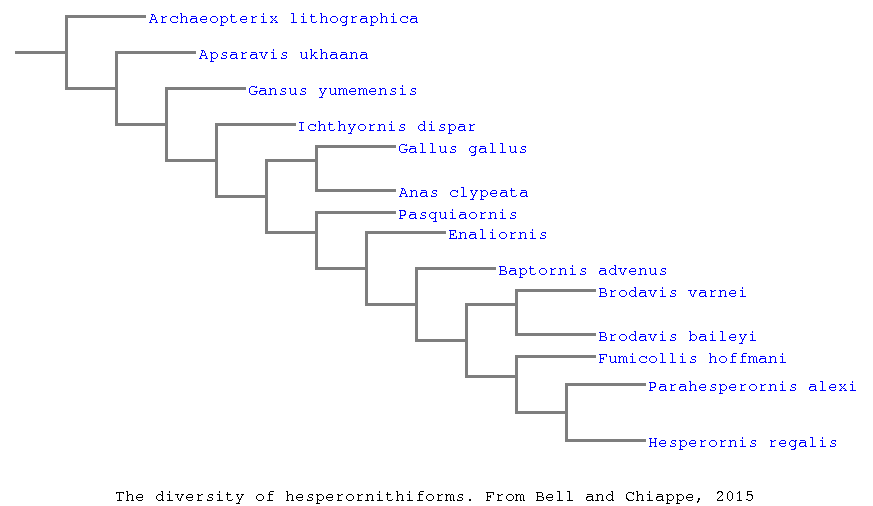 Archaeopterix lithographica
Apsaravis ukhaana
Gansus yumemensis
Ichthyornis dispar
Gallus gallus
Anas clypeata
Pasquiaornis
Enaliornis
Baptornis advenus
Brodavis varnei
Brodavis baileyi
Fumicollis hoffmani
Parahesperornis alexi
Hesperornis regalis
The diversity of hesperornithiforms. From Bell and Chiappe, 2015